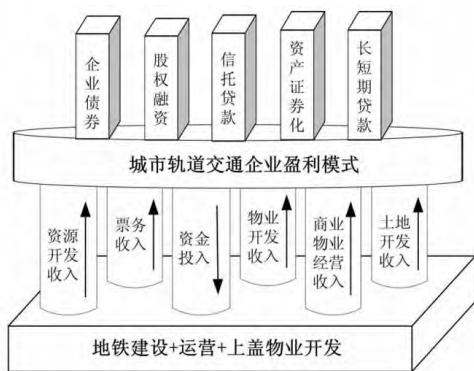 企业债券
股权融资
信托贷款
资产证券化
长短期贷款
城市轨道交通企业盈利模式
资源
开发
收入
票务
收入
资金
投入
物业
开发
收入
商业
物业
经营
收入
土地
开发
收入
地铁建设+运营+上盖物业开发